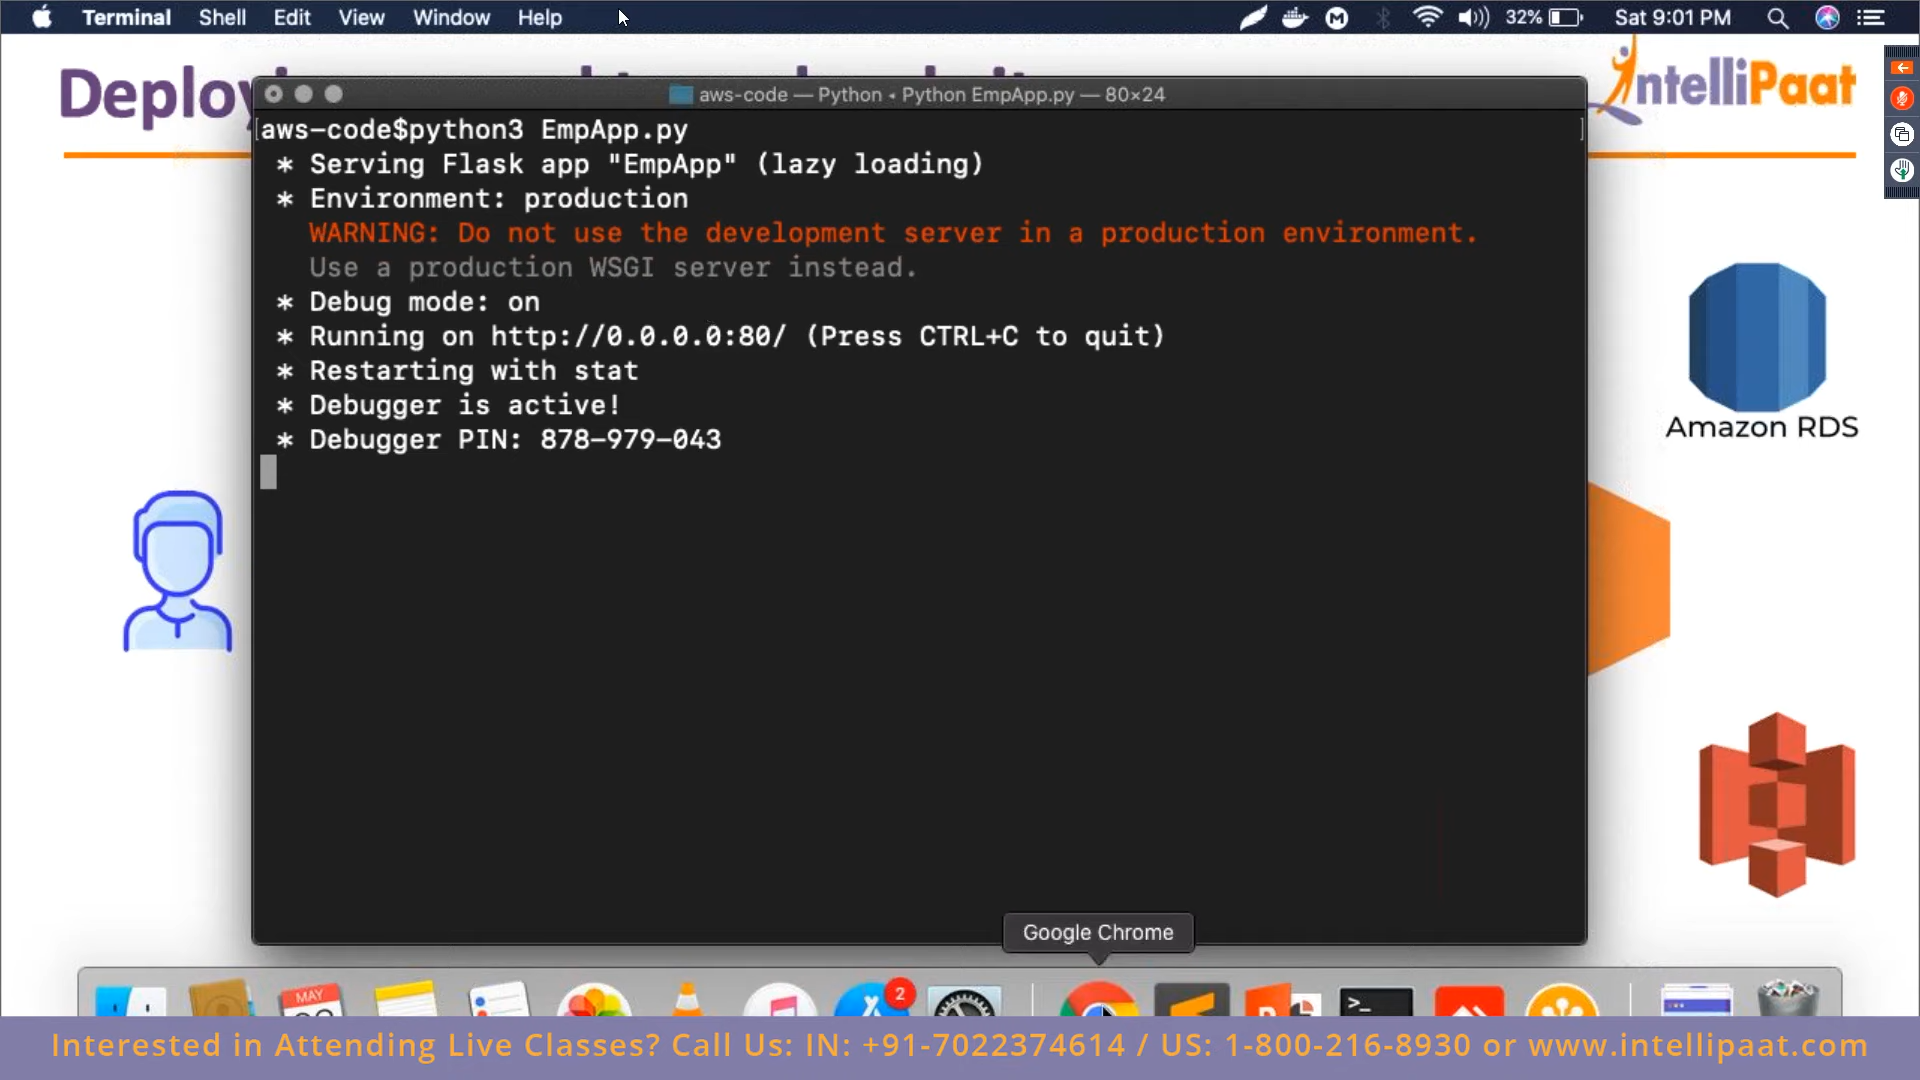 Terminal Shell Edit View Window Help 32% Sat 9:01 PM
Deploy
IntelliPaat
aws-code — Python ◂ Python EmpApp.py — 80×24
aws-code$python3 EmpApp.py
* Serving Flask app "EmpApp" (lazy loading)
* Environment: production
WARNING: Do not use the development server in a production environment.
Use a production WSGI server instead.
* Debug mode: on
* Running on http://0.0.0.0:80/ (Press CTRL+C to quit)
* Restarting with stat
* Debugger is active!
* Debugger PIN: 878-979-043
Amazon RDS
Google Chrome
MAY
2
>_
Interested in Attending Live Classes? Call Us: IN: +91-7022374614 / US: 1-800-216-8930 or www.intellipaat.com